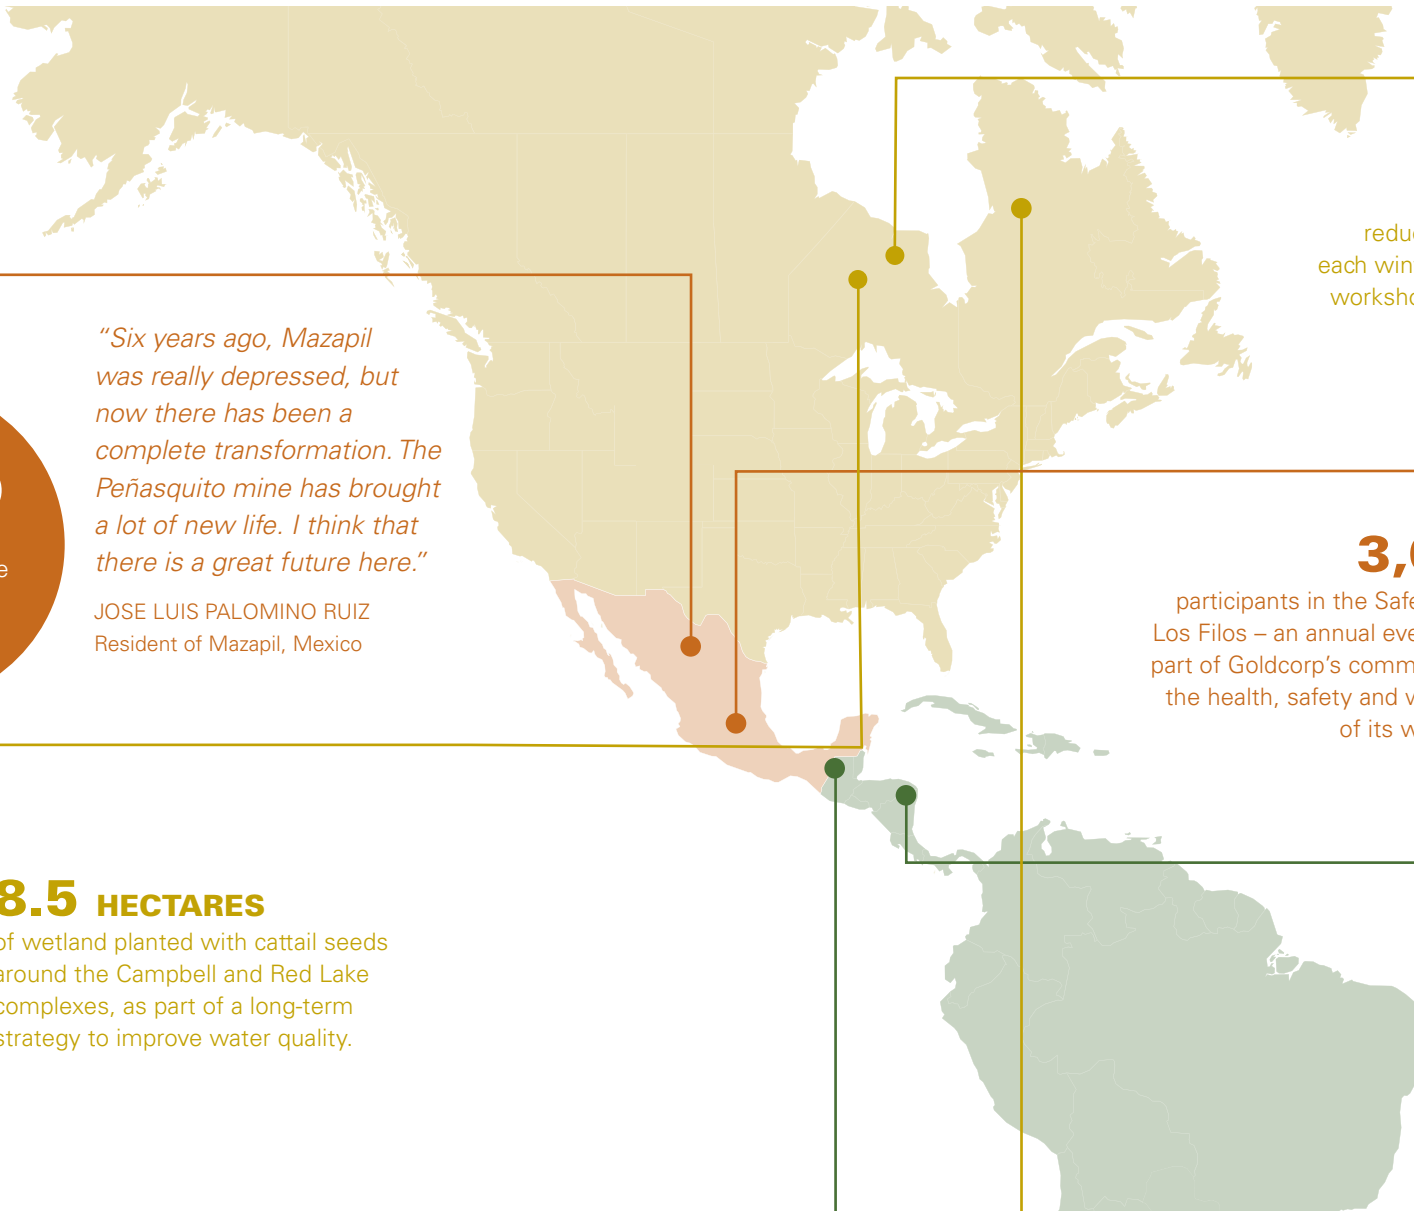 “Six years ago, Mazapil
was really depressed, but
now there has been a
complete transformation. The
Peñasquito mine has brought
a lot of new life. I think that
there is a great future here.”
JOSE LUIS PALOMINO RUIZ
Resident of Mazapil, Mexico
each
participants in the
Los Filos – an annual
part of Goldcorp’s
the health, safety and
of its
8.5 HECTARES
of wetland planted with cattail seeds
around the Campbell and Red Lake
complexes, as part of a long-term
strategy to improve water quality.